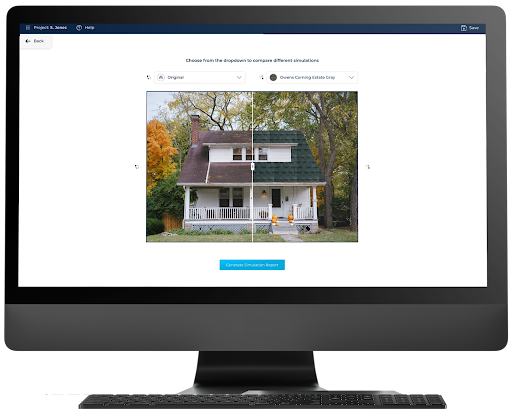 Project: S. Jones
Help
Save
Back
Choose from the dropdown to compare different simulations
Original
Owens Corning Estate Gray
Generate Simulation Report